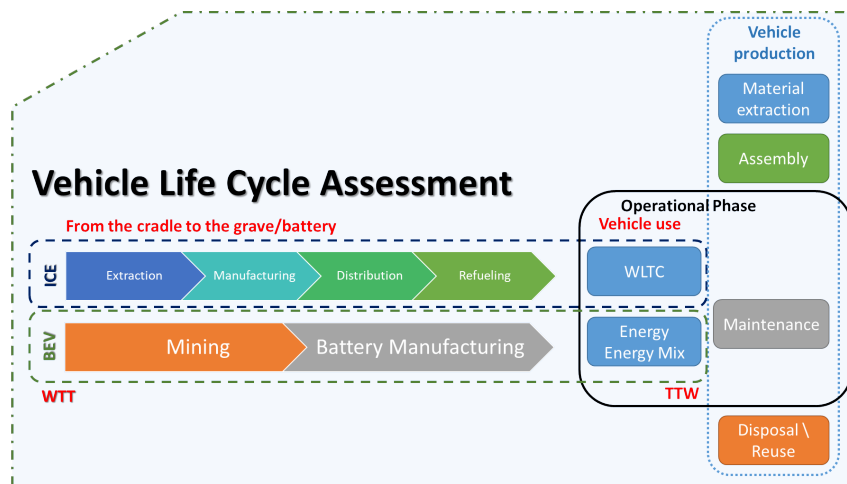 Vehicle
production
Material
extraction
Assembly
Vehicle Life Cycle Assessment
Operational Phase
From the cradle to the grave/battery
Vehicle use
ICE
Extraction
Manufacturing
Distribution
Refueling
WLTC
BEV
Mining
Battery Manufacturing
Energy
Energy Mix
Maintenance
WTT
TTW
Disposal \
Reuse